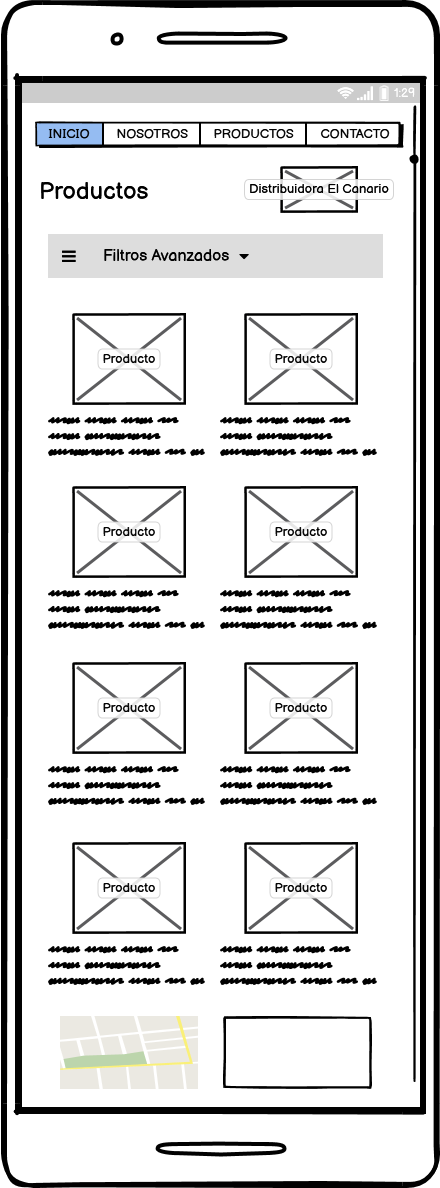 1:29
INICIO NOSOTROS PRODUCTOS CONTACTO
Productos
Distribuidora El Canario
Filtros Avanzados
Producto Producto
Producto Producto
Producto Producto
Producto Producto